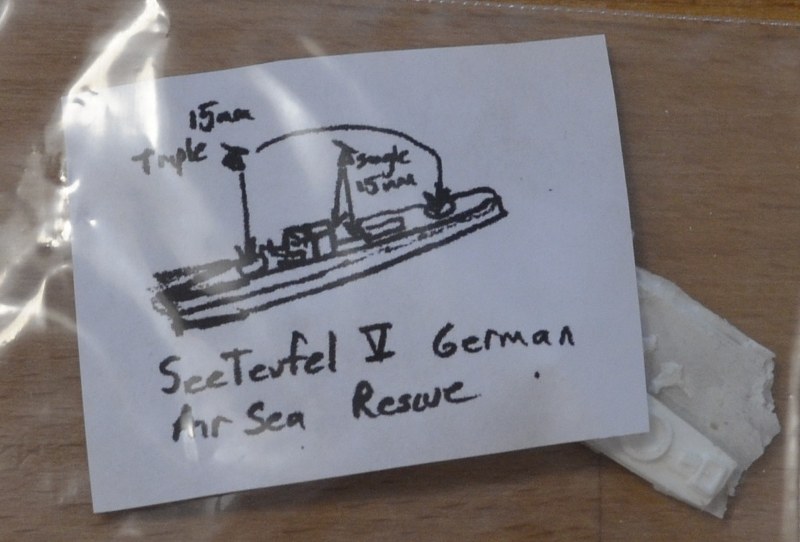 15mm
Triple
single
15mm
SeeTeufel V German
Air Sea Rescue